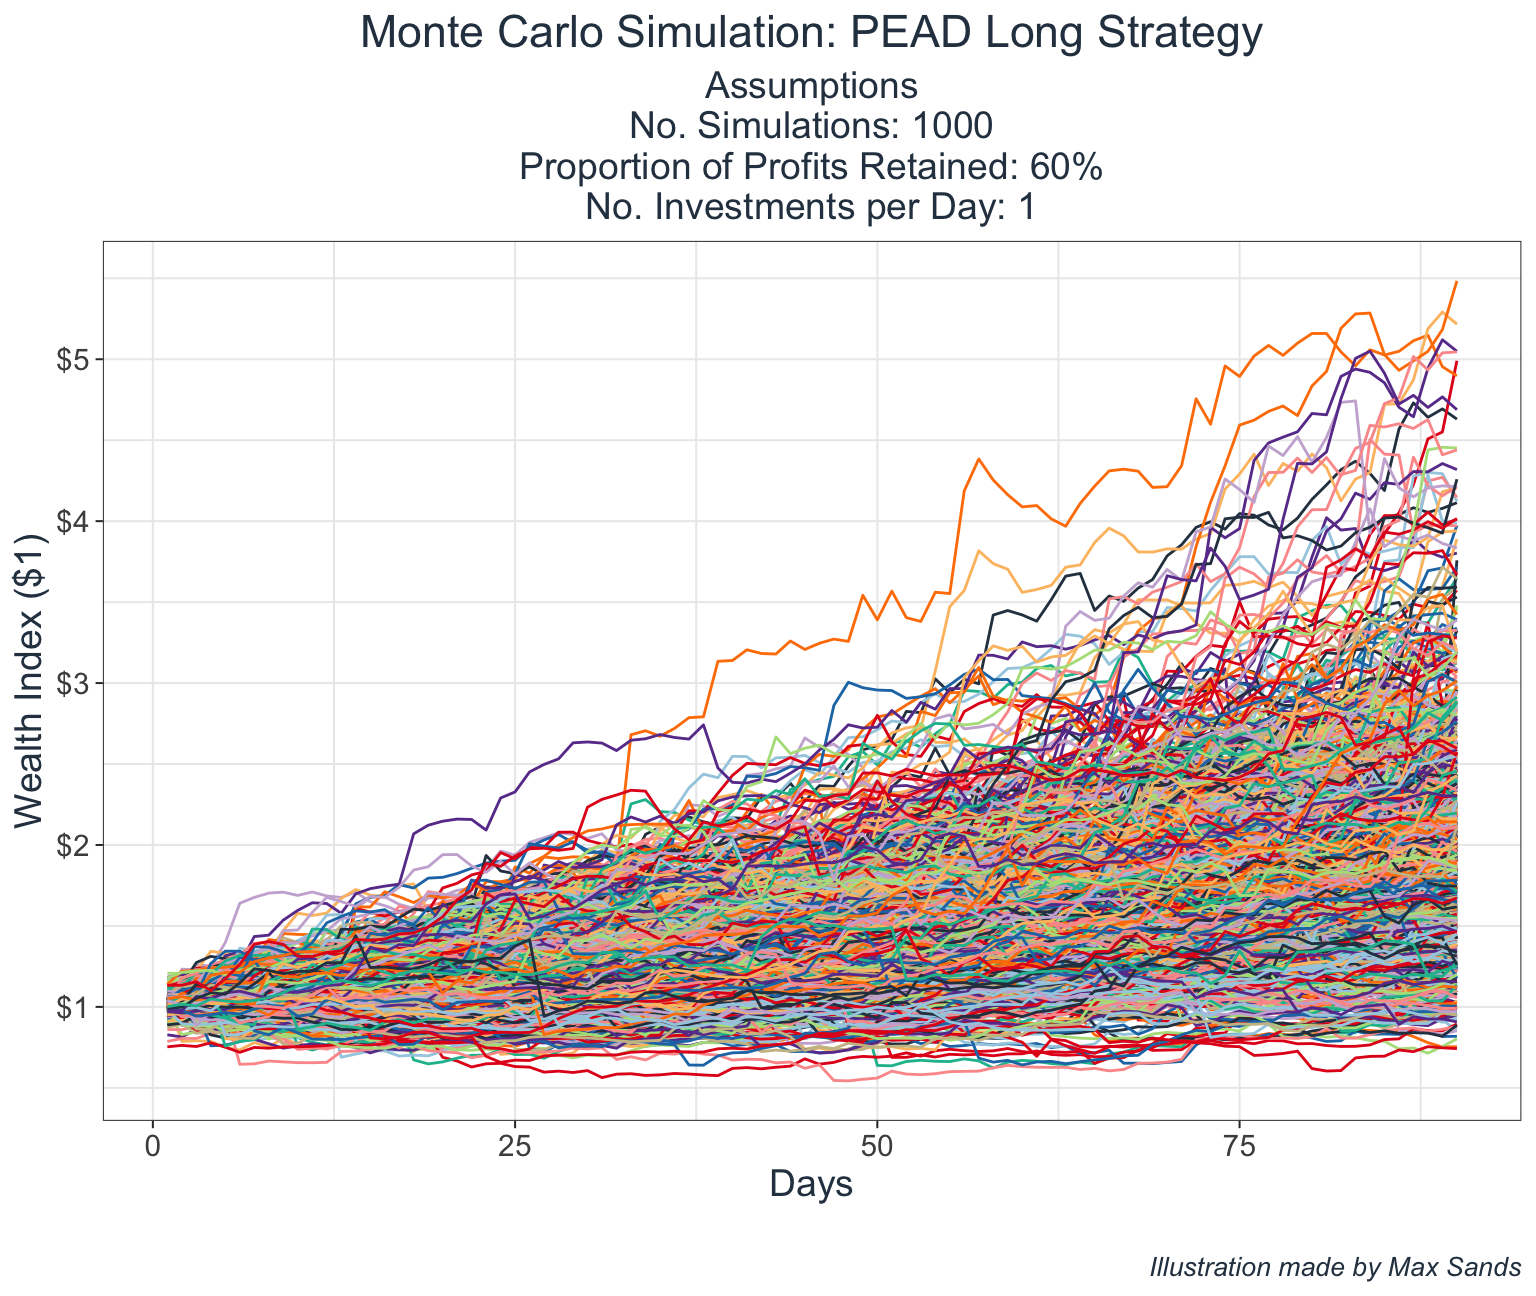 Monte Carlo Simulation: PEAD Long Strategy
Assumptions
No. Simulations: 1000
Proportion of Profits Retained: 60%
No. Investments per Day: 1
Wealth Index ($1)
$5
$4
$3
$2
$1
0
25
50
75
Days
Illustration made by Max Sands